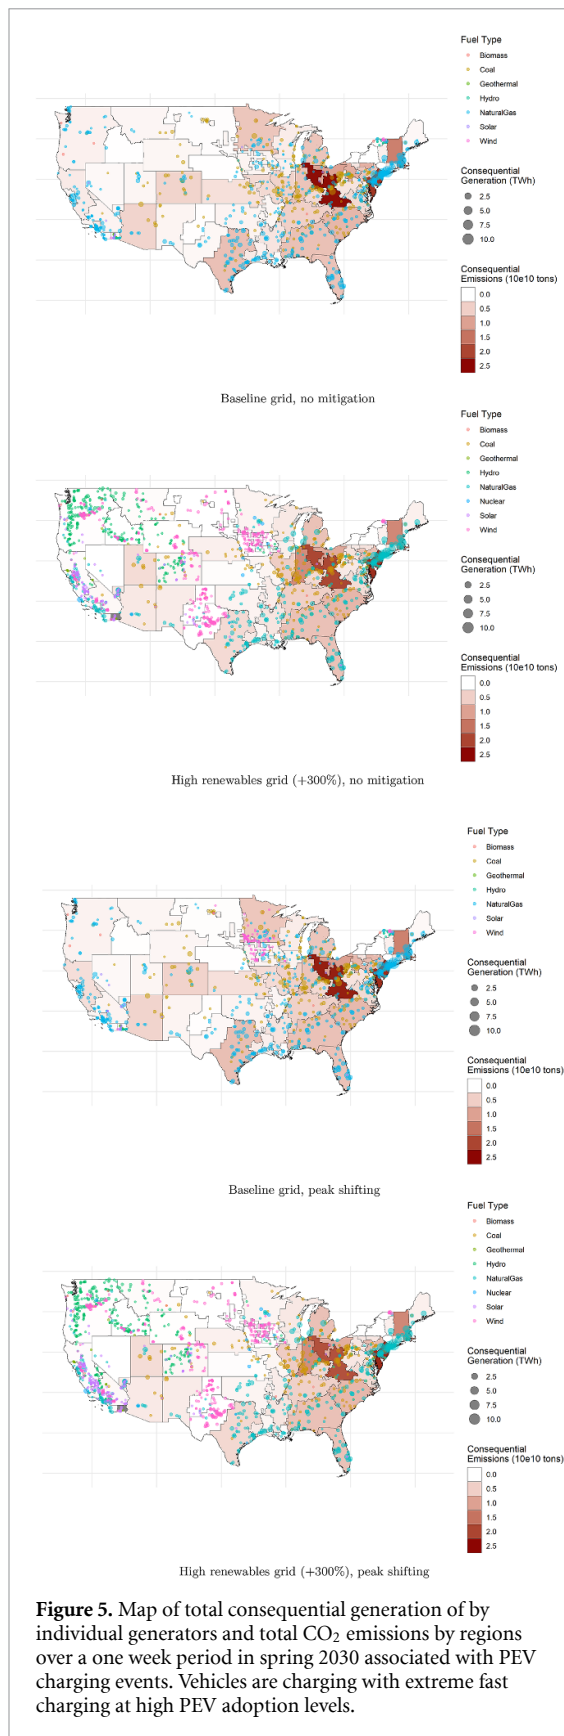 Fuel Type
Biomass
Coal
Geothermal
Hydro
NaturalGas
Solar
Wind
Consequential
Generation (TWh)
2.5
5.0
7.5
10.0
Consequential
Emissions (10e10 tons)
0.0
0.5
1.0
1.5
2.0
2.5
Baseline grid, no mitigation
Fuel Type
Biomass
Coal
Geothermal
Hydro
NaturalGas
Nuclear
Solar
Wind
Consequential
Generation (TWh)
2.5
5.0
7.5
10.0
Consequential
Emissions (10e10 tons)
0.0
0.5
1.0
1.5
2.0
2.5
High renewables grid (+300%), no mitigation
Fuel Type
Biomass
Coal
Geothermal
Hydro
NaturalGas
Solar
Wind
Consequential
Generation (TWh)
2.5
5.0
7.5
10.0
Consequential
Emissions (10e10 tons)
0.0
0.5
1.0
1.5
2.0
2.5
Baseline grid, peak shifting
Fuel Type
Biomass
Coal
Geothermal
Hydro
NaturalGas
Nuclear
Solar
Wind
Consequential
Generation (TWh)
2.5
5.0
7.5
10.0
Consequential
Emissions (10e10 tons)
0.0
0.5
1.0
1.5
2.0
2.5
High renewables grid (+300%), peak shifting
Figure 5. Map of total consequential generation of by
individual generators and total CO₂ emissions by regions
over a one week period in spring 2030 associated with PEV
charging events. Vehicles are charging with extreme fast
charging at high PEV adoption levels.